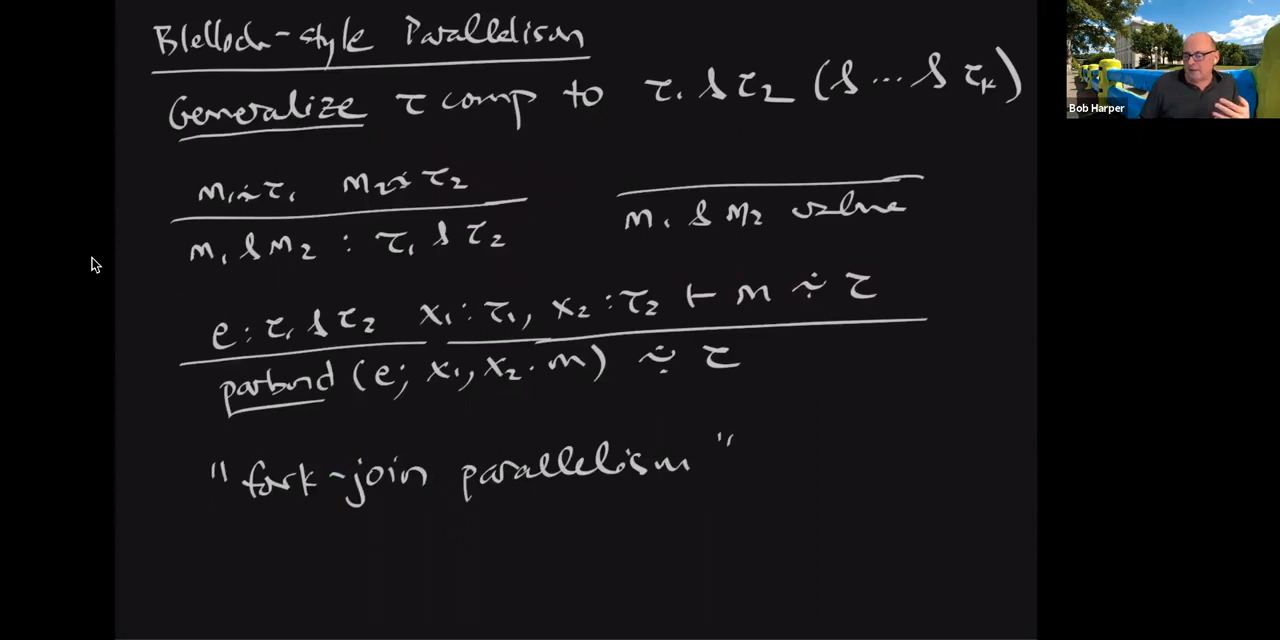 Blelloch-style Parallelism
Generalize τ comp to τ₁ & τ₂ (& ... & τₖ)
m₁ ∻ τ₁ m₂ ∻ τ₂
m₁ & m₂ : τ₁ & τ₂
m₁ & m₂ value
e : τ₁ & τ₂ x₁ : τ₁, x₂ : τ₂ ⊢ m ∻ τ
parbnd (e; x₁, x₂. m) ∻ τ
"fork-join parallelism"
Bob Harper